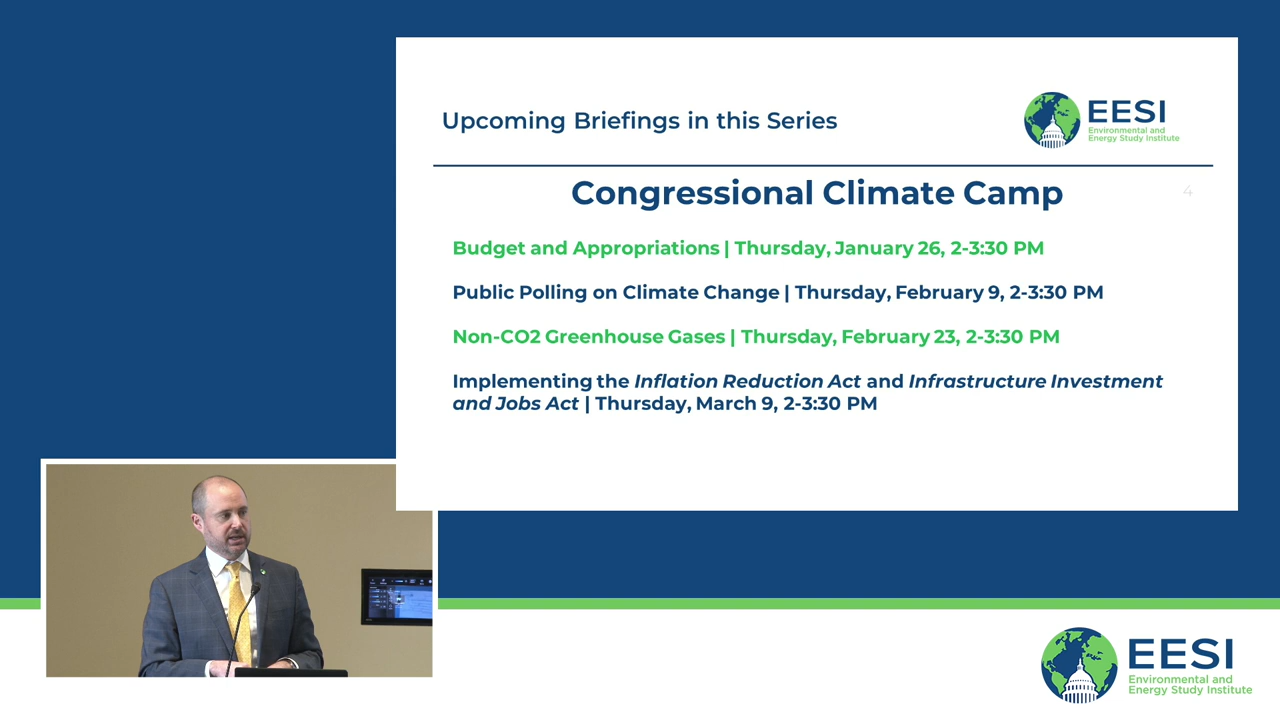 Upcoming Briefings in this Series
EESI
Environmental and
Energy Study Institute
Congressional Climate Camp
4
Budget and Appropriations | Thursday, January 26, 2-3:30 PM
Public Polling on Climate Change | Thursday, February 9, 2-3:30 PM
Non-CO2 Greenhouse Gases | Thursday, February 23, 2-3:30 PM
Implementing the Inflation Reduction Act and Infrastructure Investment
and Jobs Act | Thursday, March 9, 2-3:30 PM
EESI
Environmental and
Energy Study Institute